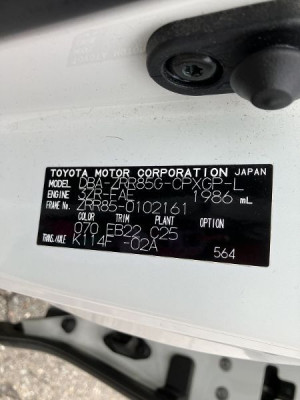 TOYOTA MOTOR CORPORATION JAPAN
MODEL DBA-ZRR85G-CPXGP-L
ENGINE 3ZR-FAE 1986 mL
FRAME No. ZRR85-0102161
COLOR TRIM PLANT OPTION
070 EB22 C25
TRANS./AXLE K114F -02A
564